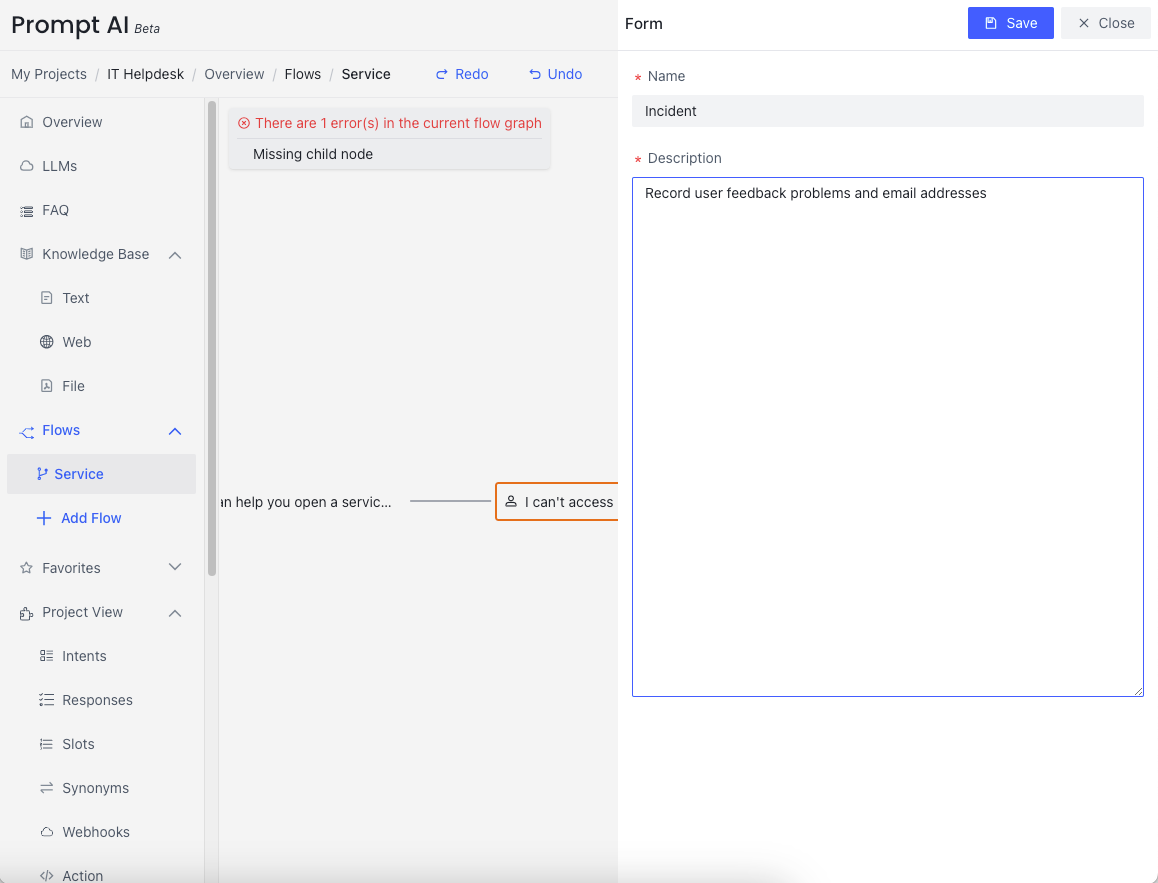 Prompt AI Beta
My Projects / IT Helpdesk / Overview / Flows / Service
Redo
Undo
Overview
LLMs
FAQ
Knowledge Base
Text
Web
File
Flows
Service
Add Flow
Favorites
Project View
Intents
Responses
Slots
Synonyms
Webhooks
Action
There are 1 error(s) in the current flow graph
Missing child node
an help you open a servic...
I can't access
Form
Save
Close
* Name
Incident
* Description
Record user feedback problems and email addresses